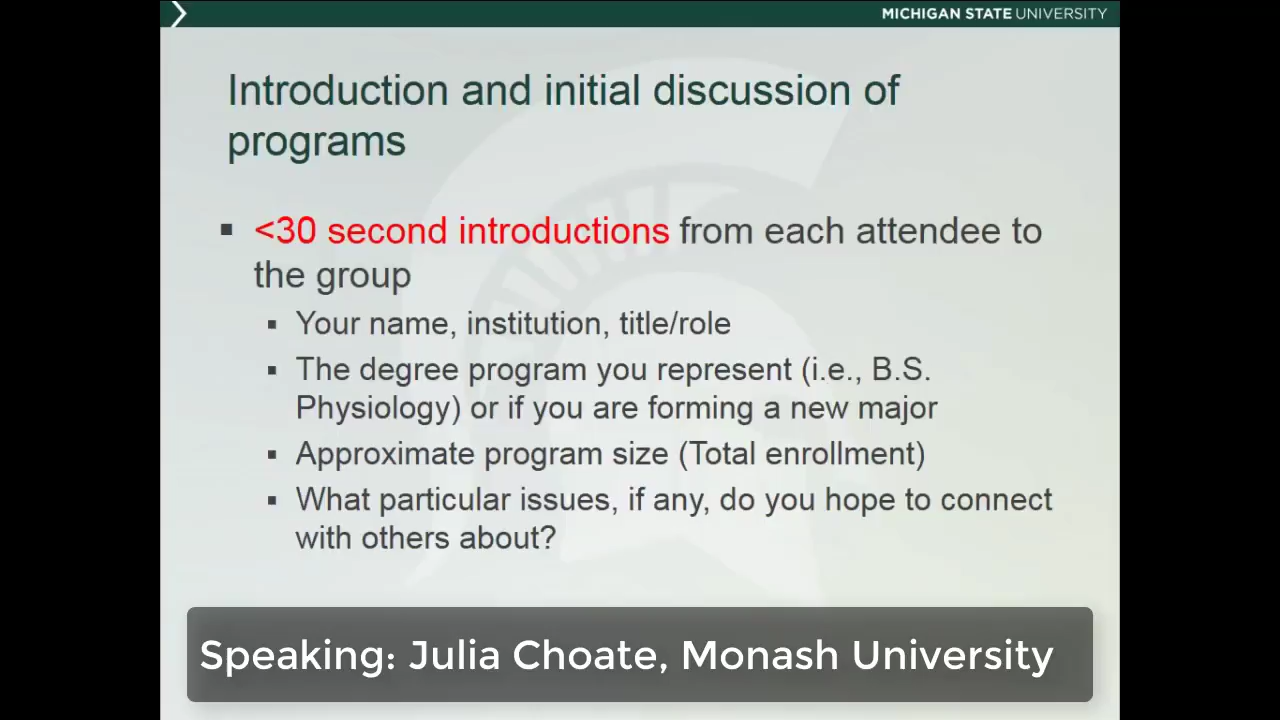 MICHIGAN STATE UNIVERSITY
Introduction and initial discussion of
programs
<30 second introductions from each attendee to
the group
Your name, institution, title/role
The degree program you represent (i.e., B.S.
Physiology) or if you are forming a new major
Approximate program size (Total enrollment)
What particular issues, if any, do you hope to connect
with others about?
Speaking: Julia Choate, Monash University